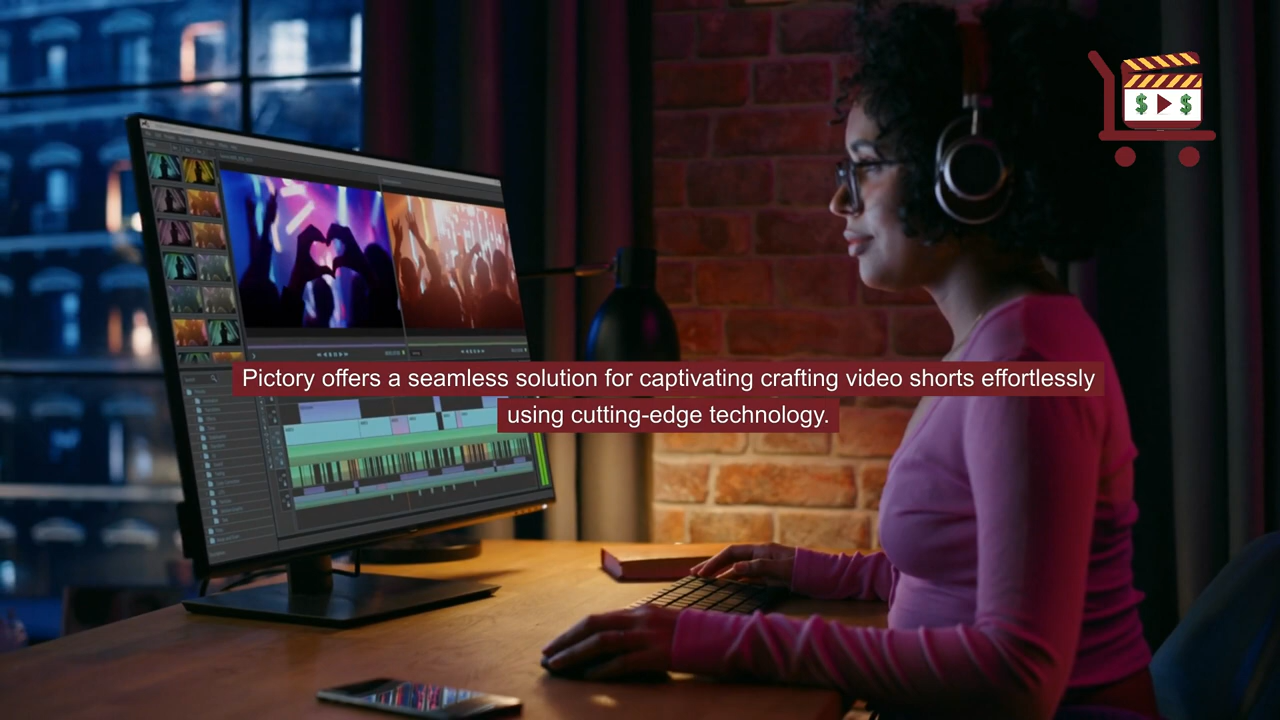 $ $
Pictory offers a seamless solution for captivating crafting video shorts effortlessly
using cutting-edge technology.